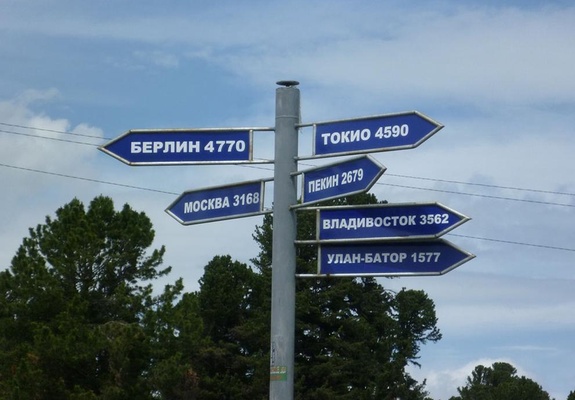 БЕРЛИН 4770
ТОКИО 4590
ПЕКИН 2679
МОСКВА 3168
ВЛАДИВОСТОК 3562
УЛАН-БАТОР 1577